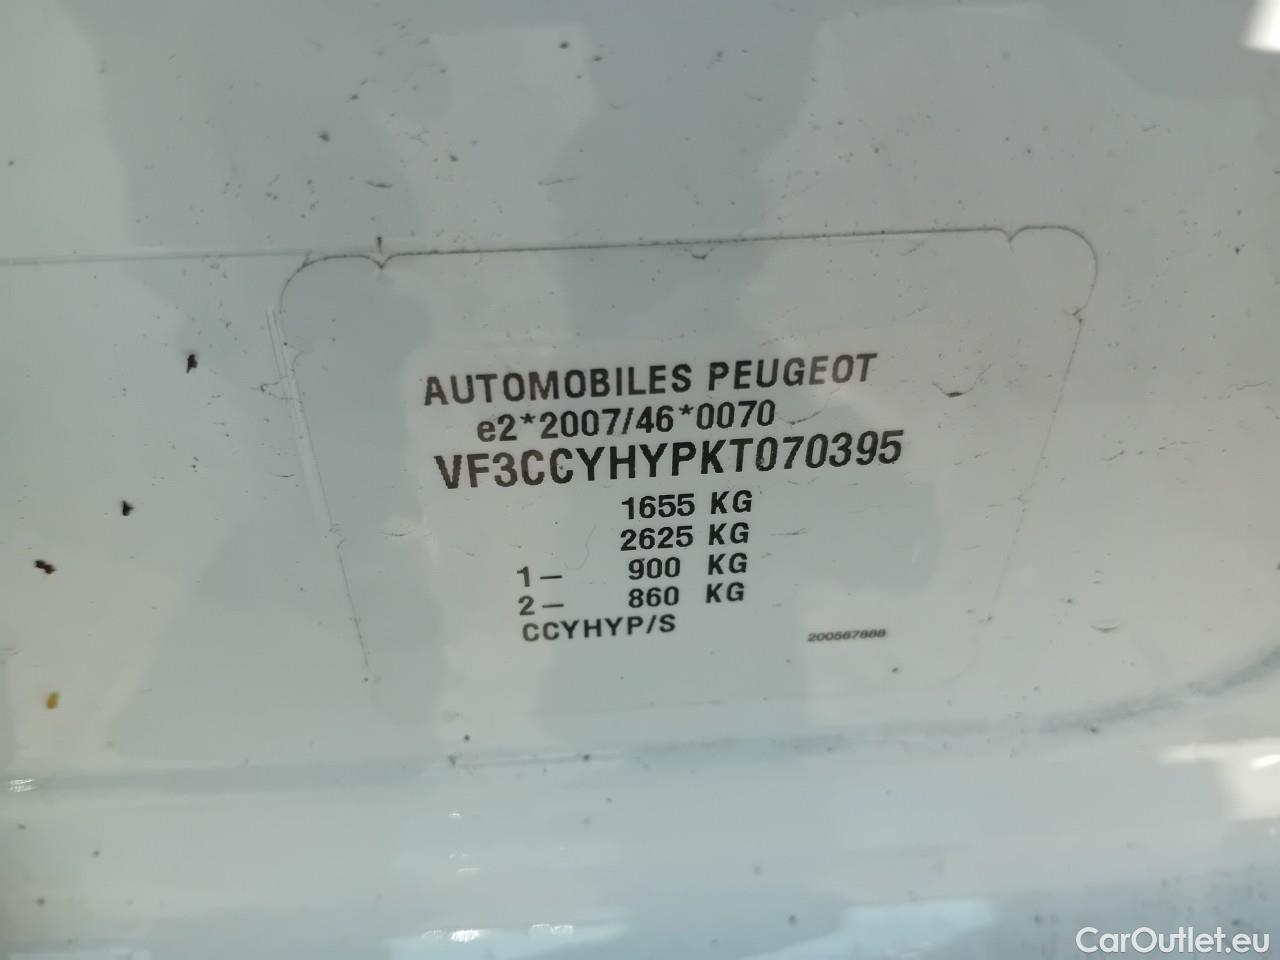 AUTOMOBILES PEUGEOT
e2*2007/46*0070
VF3CCYHYPKT070395
1655 KG
2625 KG
1- 900 KG
2- 860 KG
CCYHYP/S
200567888
CarOutlet.eu